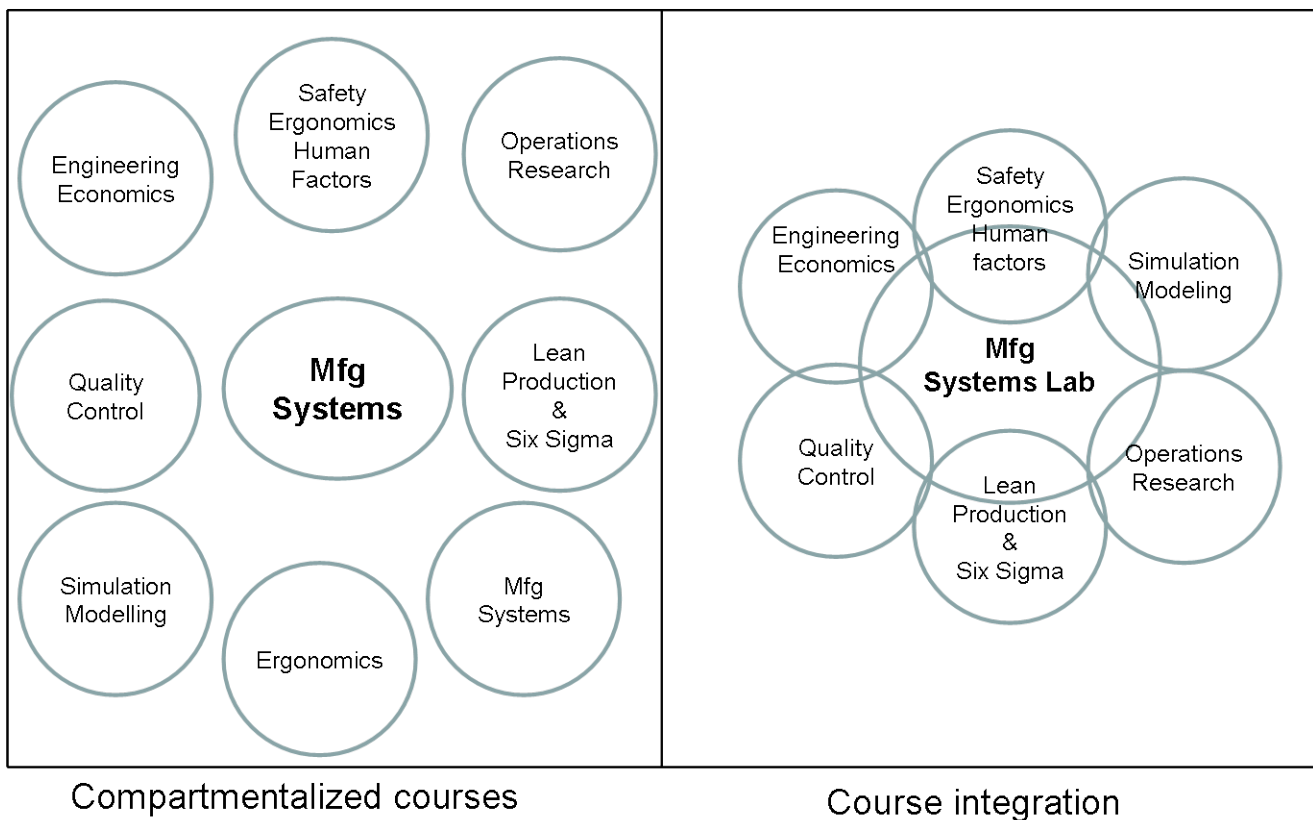 Safety
Ergonomics
Human
Factors
Engineering
Economics
Operations
Research
Quality
Control
Mfg
Systems
Lean
Production
&
Six Sigma
Simulation
Modelling
Ergonomics
Mfg
Systems
Compartmentalized courses
Safety
Ergonomics
Human
factors
Engineering
Economics
Simulation
Modeling
Mfg
Systems Lab
Quality
Control
Lean
Production
&
Six Sigma
Operations
Research
Course integration